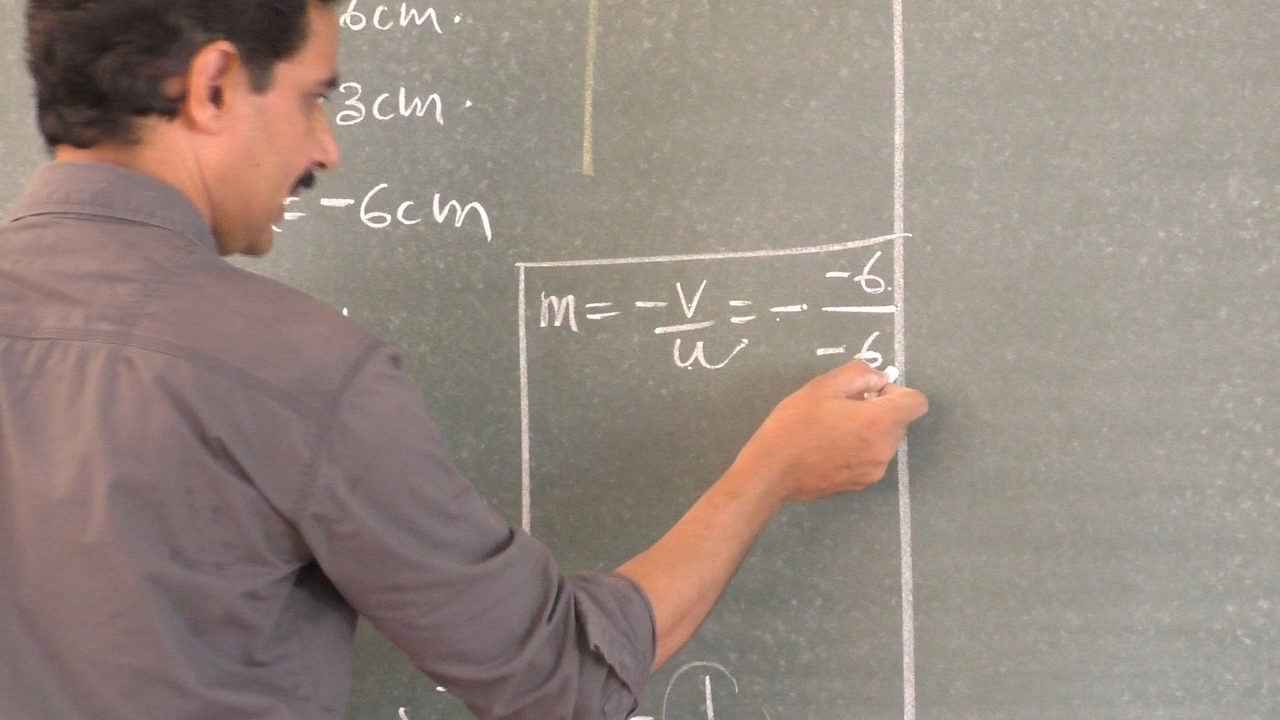 6cm.
3cm.
= -6cm
m = -v/u = - -6/-6